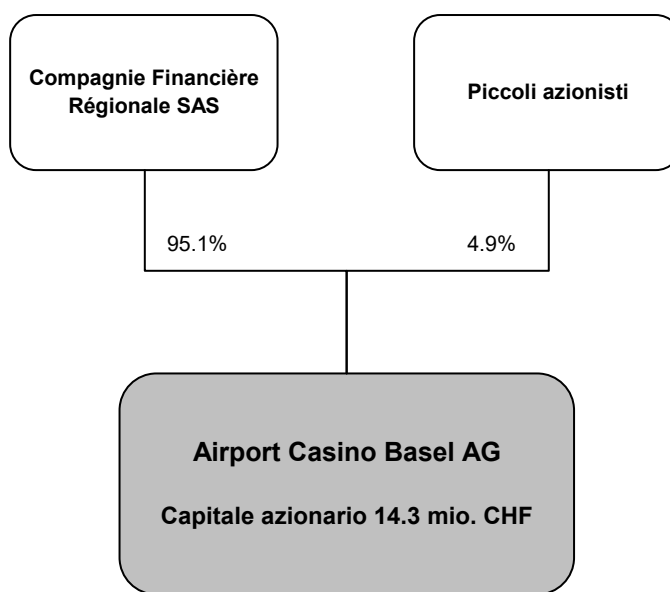 Compagnie Financière
Régionale SAS
Piccoli azionisti
95.1%
4.9%
Airport Casino Basel AG
Capitale azionario 14.3 mio. CHF